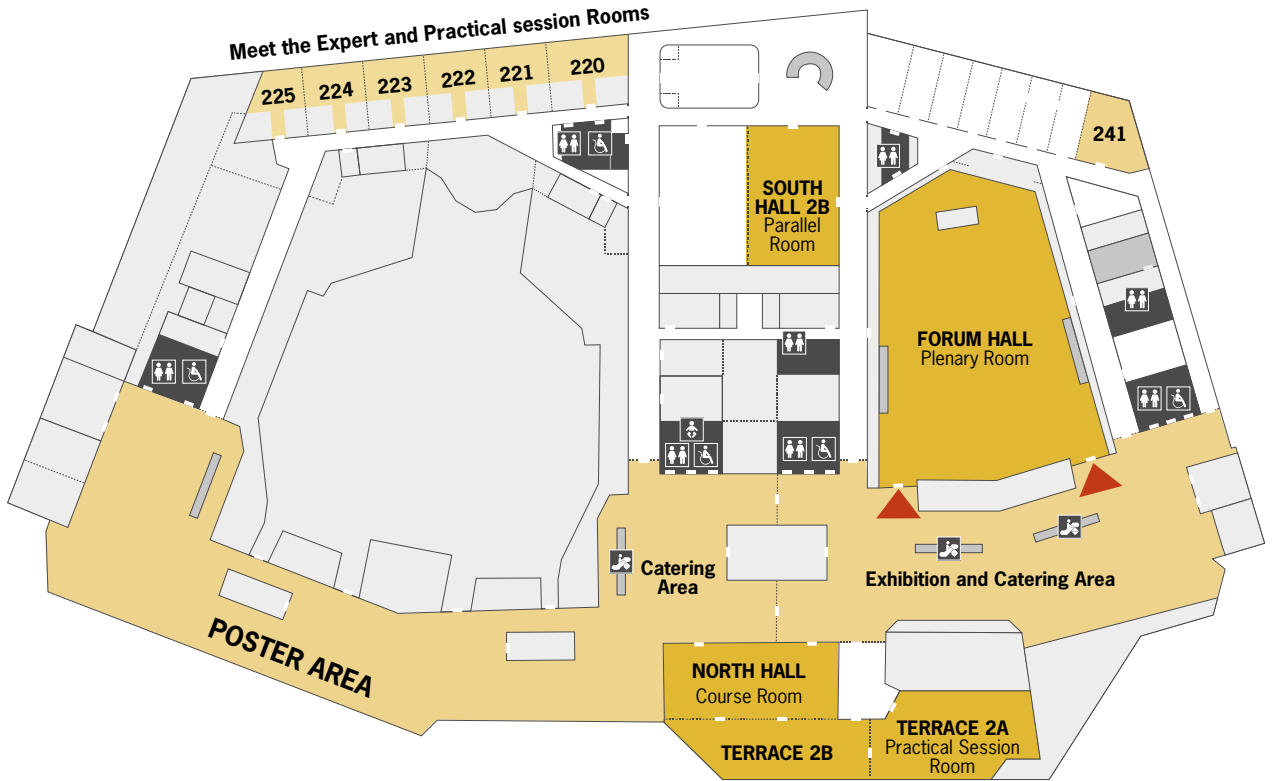 Meet the Expert and Practical session Rooms
225
224
223
222
221
220
241
SOUTH
HALL 2B
Parallel
Room
FORUM HALL
Plenary Room
Catering
Area
Exhibition and Catering Area
POSTER AREA
NORTH HALL
Course Room
TERRACE 2B
TERRACE 2A
Practical Session
Room